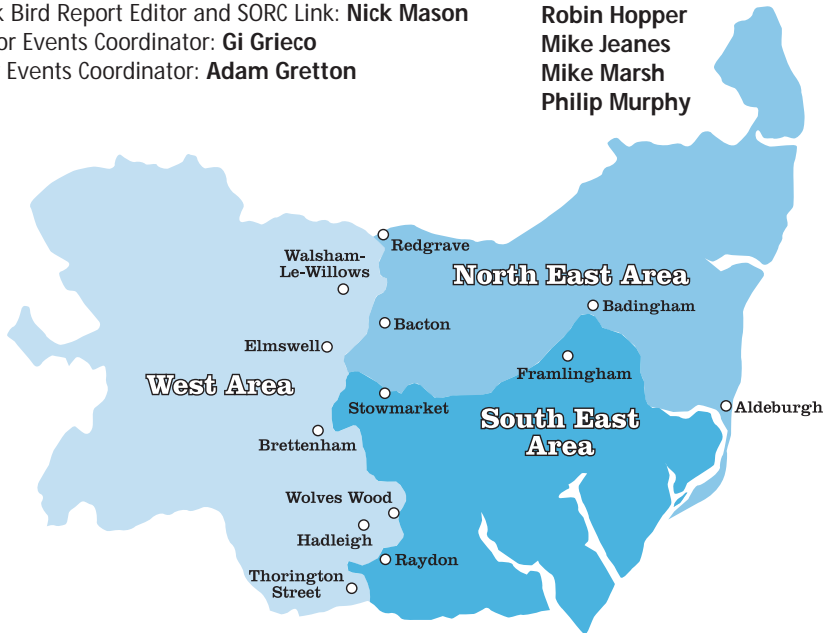 k Bird Report Editor and SORC Link: Nick Mason
or Events Coordinator: Gi Grieco
Events Coordinator: Adam Gretton
Robin Hopper
Mike Jeanes
Mike Marsh
Philip Murphy
Redgrave
Walsham-
Le-Willows
North East Area
Badingham
Bacton
Elmswell
Framlingham
West Area
Stowmarket
Aldeburgh
South East
Area
Brettenham
Wolves Wood
Hadleigh
Raydon
Thorington
Street